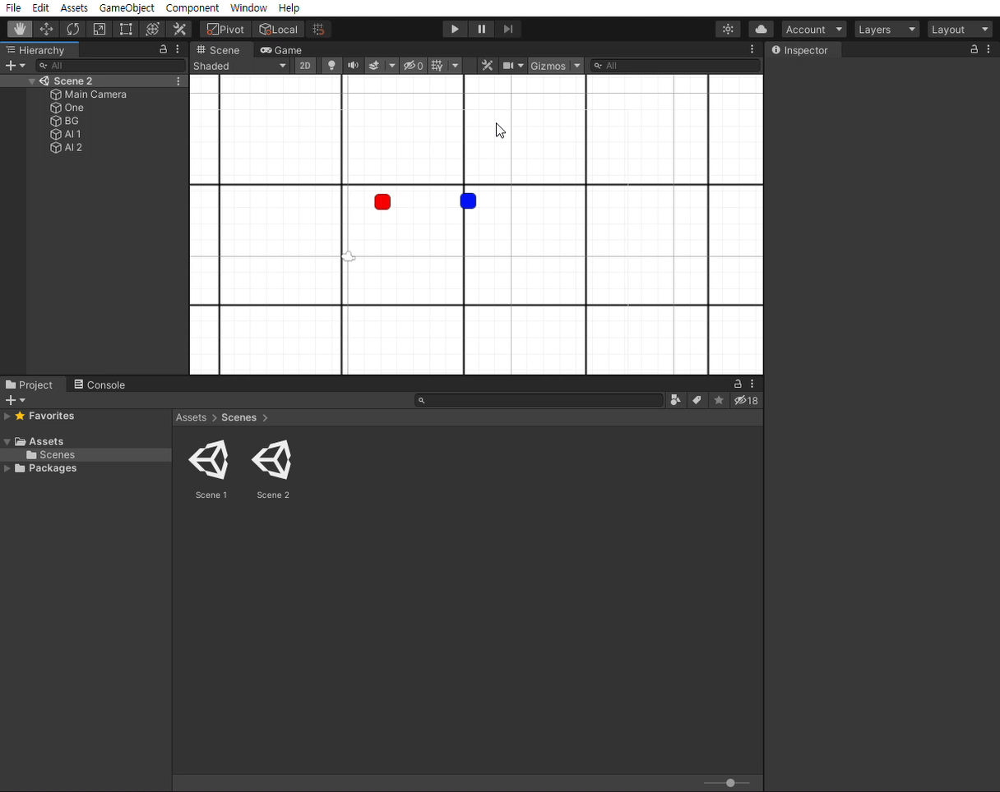 File Edit Assets GameObject Component Window Help
Pivot Local Account Layers Layout
Hierarchy Scene Game Inspector
All Shaded 2D 0 Gizmos All
Scene 2
Main Camera
One
BG
AI 1
AI 2
Project Console
18
Favorites Assets > Scenes >
Assets
Scenes
Packages
Scene 1 Scene 2